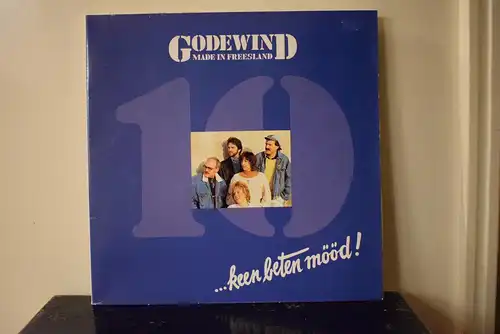 GODEWIND
MADE IN FREESLAND
10
...keen beten mööd!